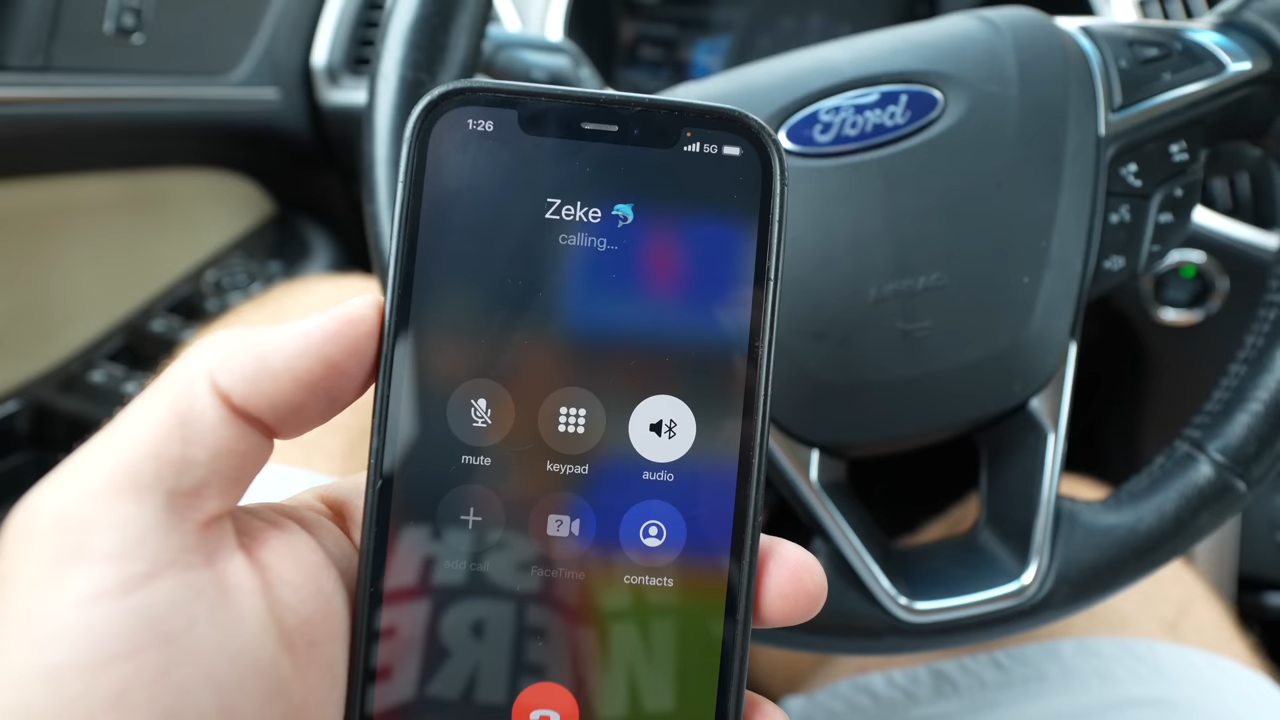 1:26
5G
Zeke 🐬
calling...
mute
keypad
audio
add call
FaceTime
contacts
Ford